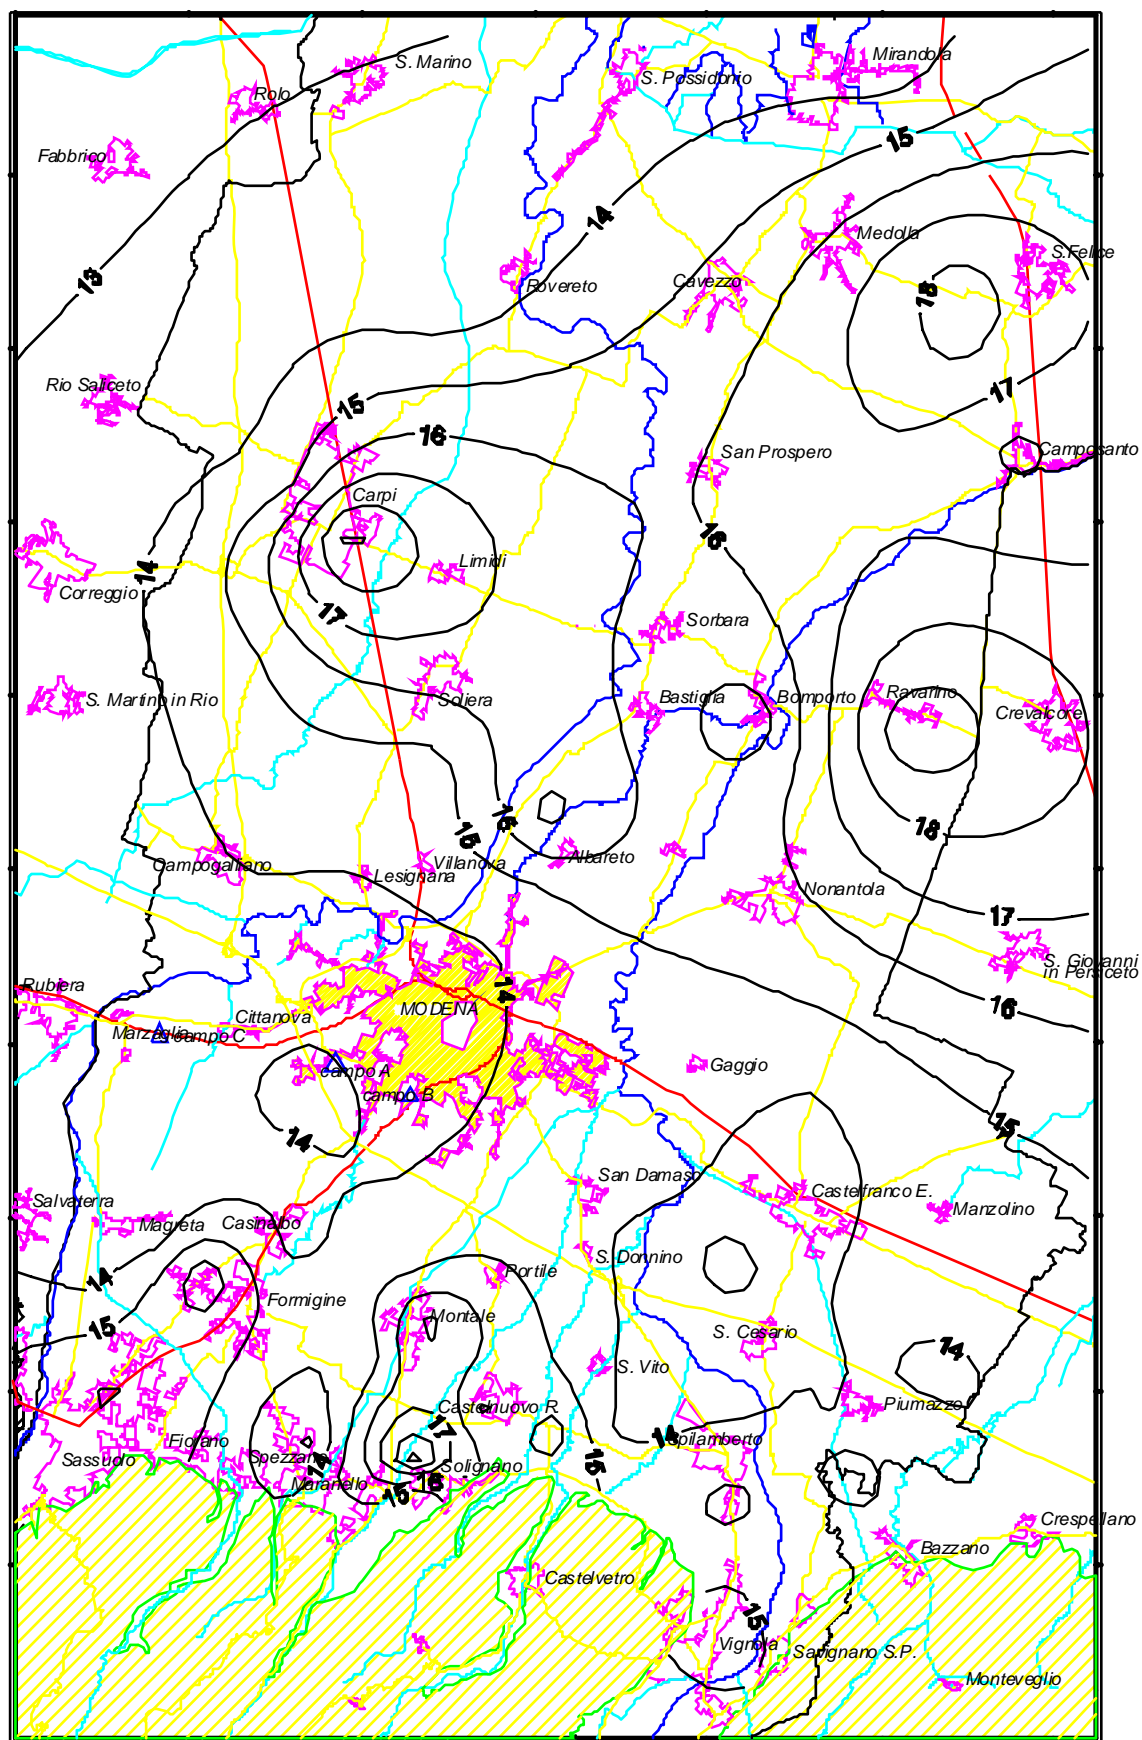 S. Marino
Mirandola
S. Possidonio
Rolo
15
Fabbrico
14
Medolla
S.Felice
13
Rovereto
Cavezzo
18
Rio Saliceto
15
17
16
San Prospero
Camposanto
Carpi
16
Limidi
14
Correggio
17
Sorbara
S. Martino in Rio
Soliera
Bastiglia
Bomporto
Ravarino
Crevalcore
16
15
18
Campogalliano
Villanova
Albareto
Lesignana
Nonantola
17
S. Giovanni
in Persiceto
Rubiera
14
MODENA
16
Cittanova
Marzaglia
campo C
campo A
Gaggio
campo B
15
14
San Damaso
Castelfranco E.
Salvaterra
Magreta
Casinalbo
Manzolino
S. Donnino
14
Portile
Formigine
Montale
15
S. Cesario
14
S. Vito
Castelnuovo R.
Piumazzo
17
Fiorano
14
Spilamberto
Sassuolo
Spezzano
14
Solignano
15
Maranello
16
15
Crespellano
Bazzano
Castelvetro
15
Vignola
Savignano S.P.
Monteveglio